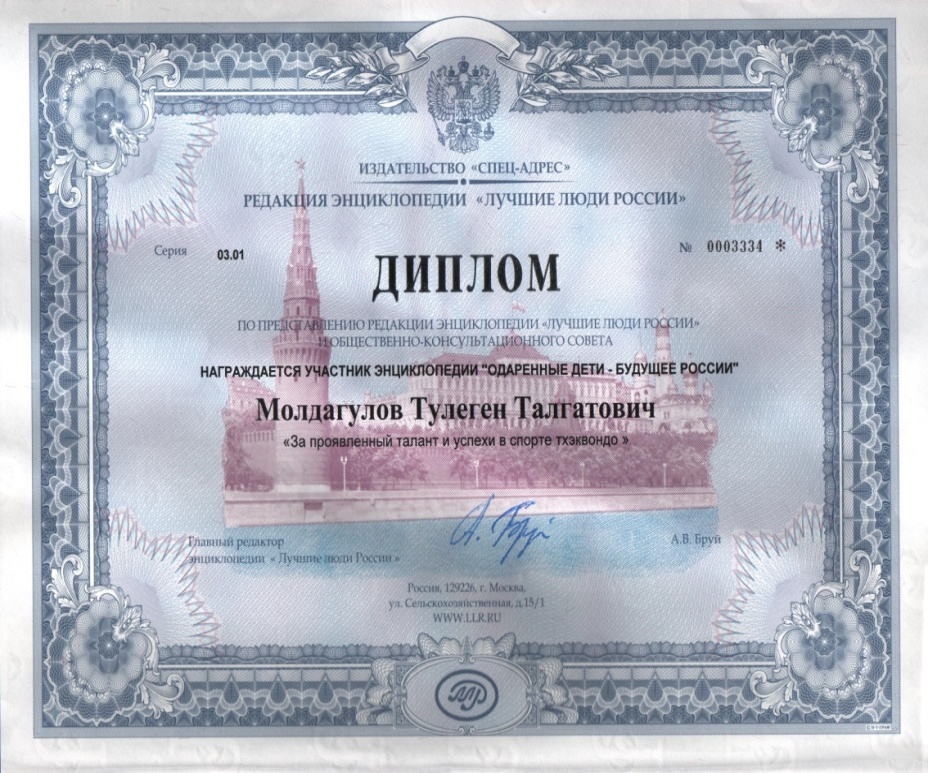 ИЗДАТЕЛЬСТВО «СПЕЦ-АДРЕС»
РЕДАКЦИЯ ЭНЦИКЛОПЕДИИ «ЛУЧШИЕ ЛЮДИ РОССИИ»
Серия 03.01 № 0003334 *
ДИПЛОМ
ПО ПРЕДСТАВЛЕНИЮ РЕДАКЦИИ ЭНЦИКЛОПЕДИИ «ЛУЧШИЕ ЛЮДИ РОССИИ»
И ОБЩЕСТВЕННО-КОНСУЛЬТАЦИОННОГО СОВЕТА
НАГРАЖДАЕТСЯ УЧАСТНИК ЭНЦИКЛОПЕДИИ "ОДАРЕННЫЕ ДЕТИ - БУДУЩЕЕ РОССИИ"
Молдагулов Тулеген Талгатович
«За проявленный талант и успехи в спорте тхэквондо »
Главный редактор
энциклопедии « Лучшие люди России »
А.В. Бруй
Россия, 129226, г. Москва,
ул. Сельскохозяйственная, д.15/1
WWW.LLR.RU